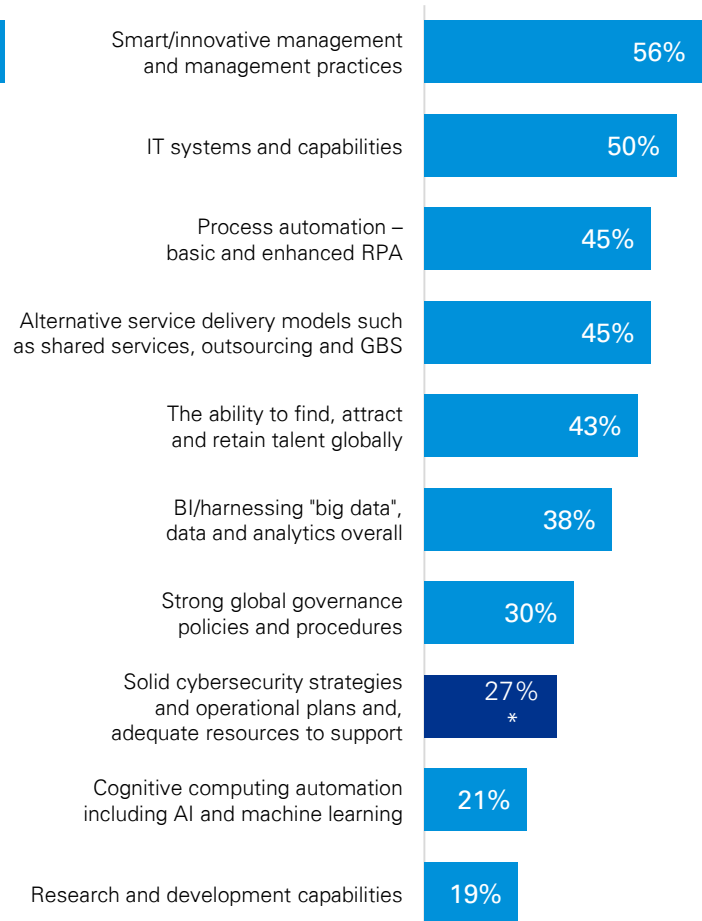 Smart/innovative management
and management practices
56%
IT systems and capabilities
50%
Process automation –
basic and enhanced RPA
45%
Alternative service delivery models such
as shared services, outsourcing and GBS
45%
The ability to find, attract
and retain talent globally
43%
BI/harnessing "big data",
data and analytics overall
38%
Strong global governance
policies and procedures
30%
Solid cybersecurity strategies
and operational plans and,
adequate resources to support
27%
*
Cognitive computing automation
including AI and machine learning
21%
Research and development capabilities
19%